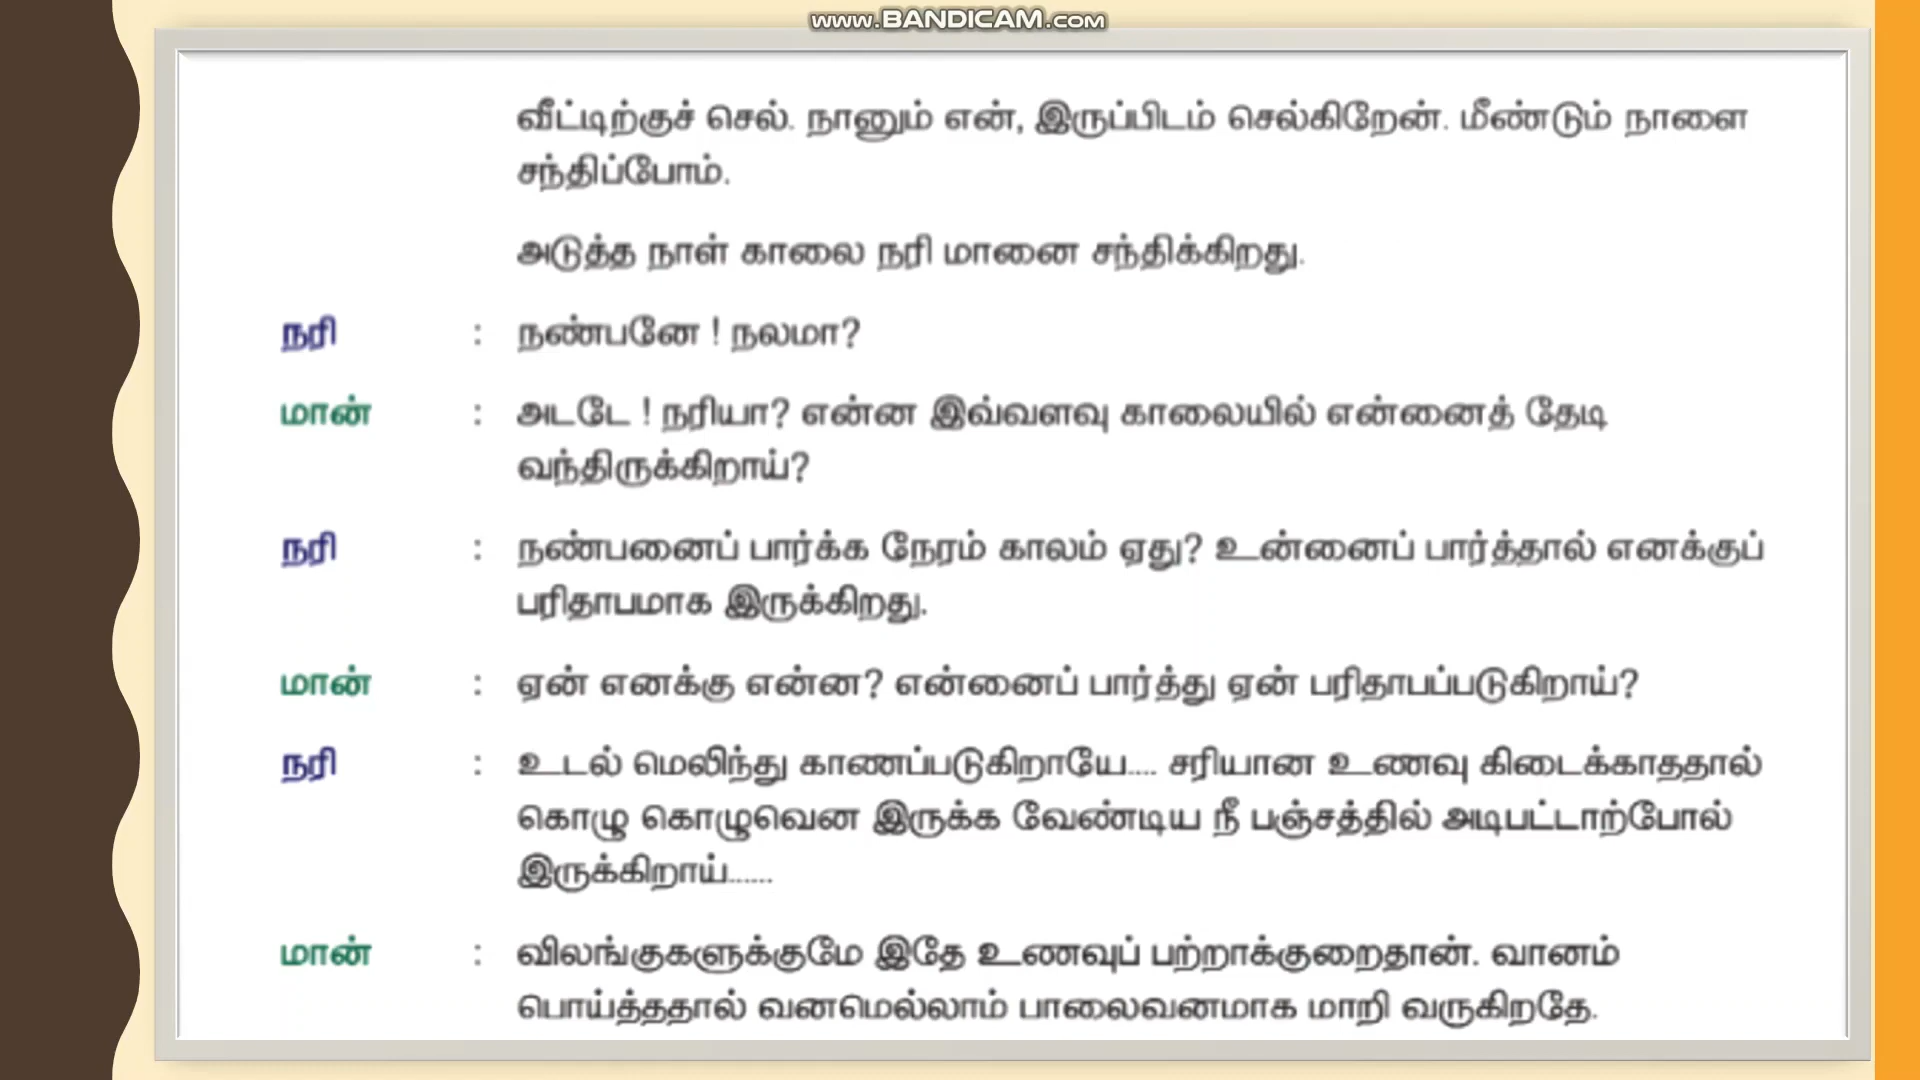 www.BANDICAM.com
வீட்டிற்குச் செல். நானும் என், இருப்பிடம் செல்கிறேன். மீண்டும் நாளை
சந்திப்போம்.
அடுத்த நாள் காலை நரி மானை சந்திக்கிறது.
நரி : நண்பனே ! நலமா?
மான் : அடடே ! நரியா? என்ன இவ்வளவு காலையில் என்னைத் தேடி
வந்திருக்கிறாய்?
நரி : நண்பனைப் பார்க்க நேரம் காலம் ஏது? உன்னைப் பார்த்தால் எனக்குப்
பரிதாபமாக இருக்கிறது.
மான் : ஏன் எனக்கு என்ன? என்னைப் பார்த்து ஏன் பரிதாபப்படுகிறாய்?
நரி : உடல் மெலிந்து காணப்படுகிறாயே.... சரியான உணவு கிடைக்காததால்
கொழு கொழுவென இருக்க வேண்டிய நீ பஞ்சத்தில் அடிபட்டாற்போல்
இருக்கிறாய்......
மான் : விலங்குகளுக்குமே இதே உணவுப் பற்றாக்குறைதான். வானம்
பொய்த்ததால் வனமெல்லாம் பாலைவனமாக மாறி வருகிறதே.